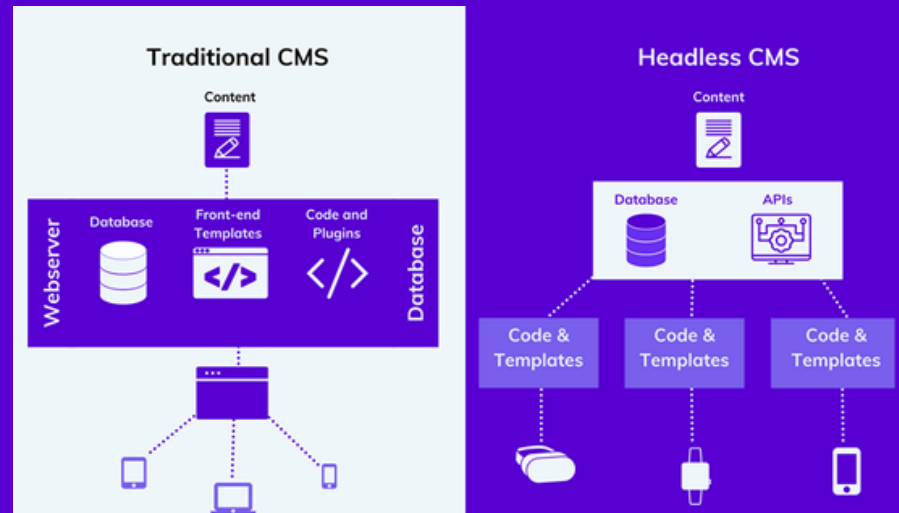 Traditional CMS
Content
Webserver
Database
Front-end
Templates
</>
Code and
Plugins
</>
Database
Headless CMS
Content
Database
APIs
Code &
Templates
Code &
Templates
Code &
Templates